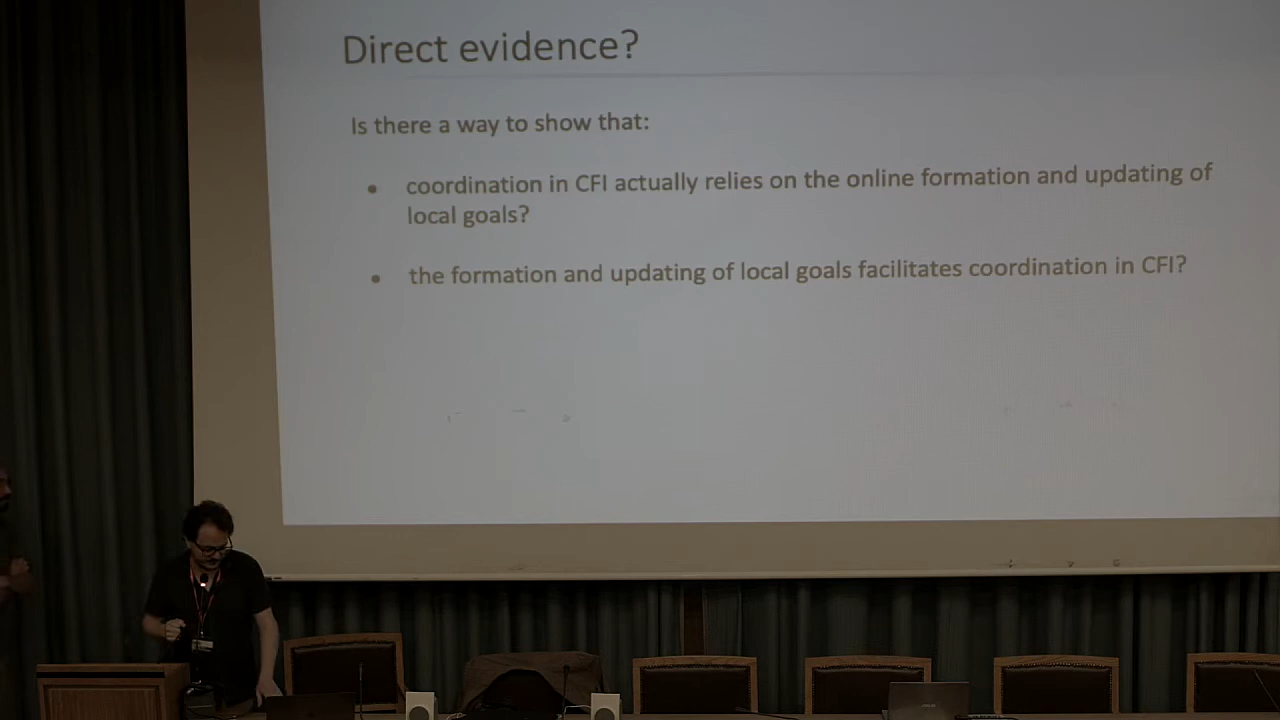 Direct evidence?
Is there a way to show that:
• coordination in CFI actually relies on the online formation and updating of
local goals?
• the formation and updating of local goals facilitates coordination in CFI?